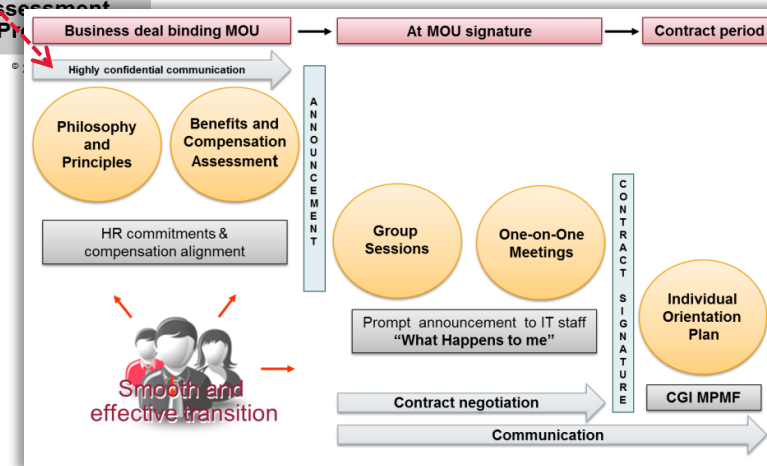 ssessment
Pr
©
Business deal binding MOU
At MOU signature
Contract period
Highly confidential communication
ANNOUNCEMENT
Philosophy
and
Principles
Benefits and
Compensation
Assessment
HR commitments &
compensation alignment
Group
Sessions
One-on-One
Meetings
CONTRACT SIGNATURE
Individual
Orientation
Plan
Prompt announcement to IT staff
“What Happens to me”
Smooth and
effective transition
Contract negotiation
CGI MPMF
Communication